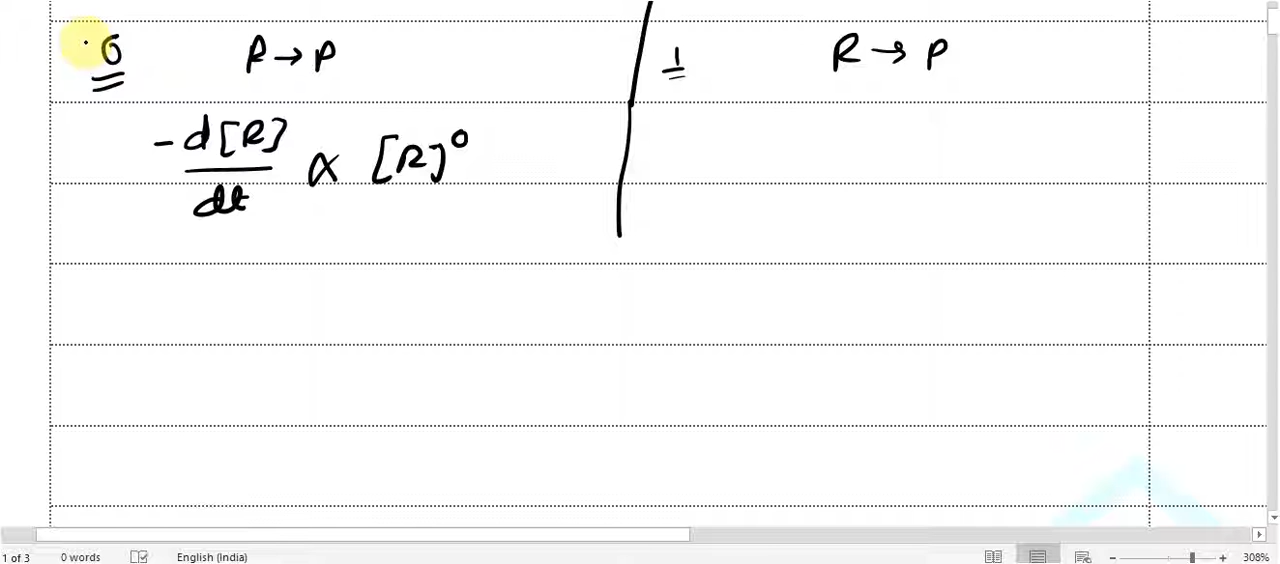 0 R → P
-d[R]/dt ∝ [R]⁰
1 R → P
1 of 3 0 words English (India) 308%